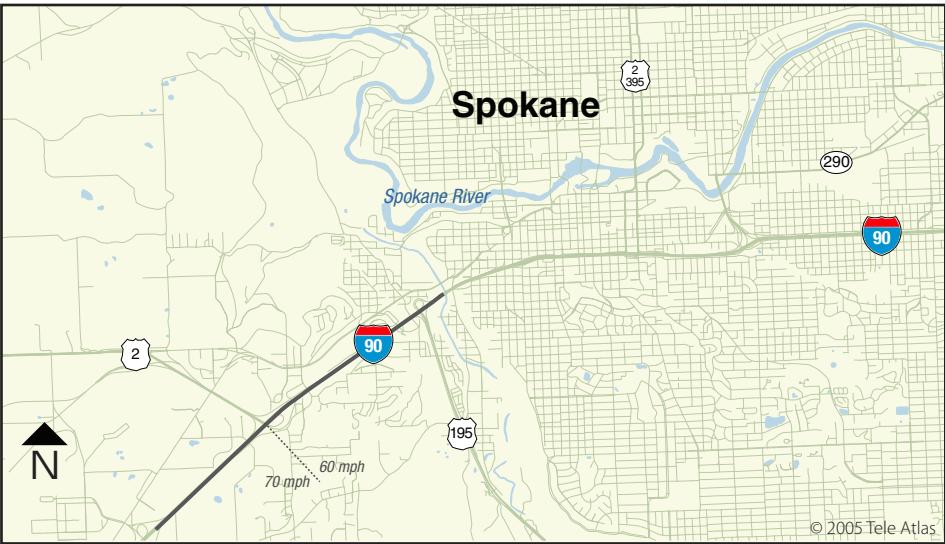 2
395
Spokane
290
Spokane River
90
90
2
195
N
60 mph
70 mph
© 2005 Tele Atlas